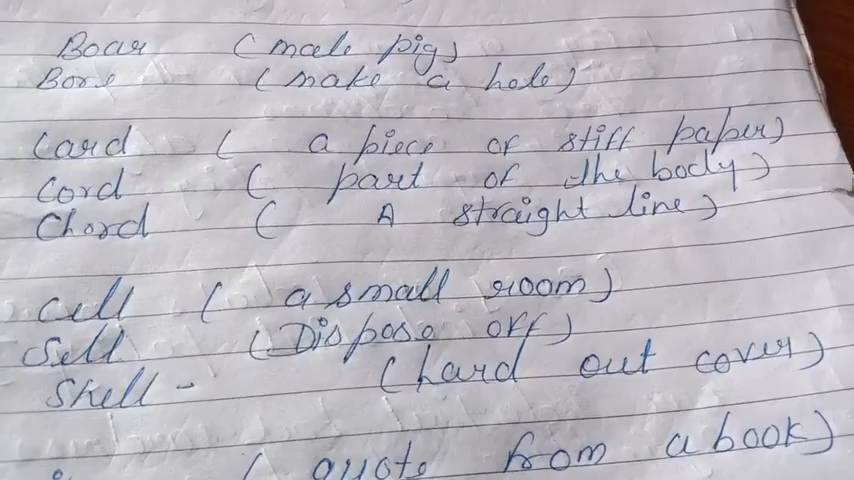 Boar (male pig)
Bore (make a hole)
Card ( a piece of stiff paper)
Cord ( part of the body)
Chord ( A straight line)
Cell ( a small room)
Sell (Dispose off)
Shell - (hard out cover)
( quote from a book)